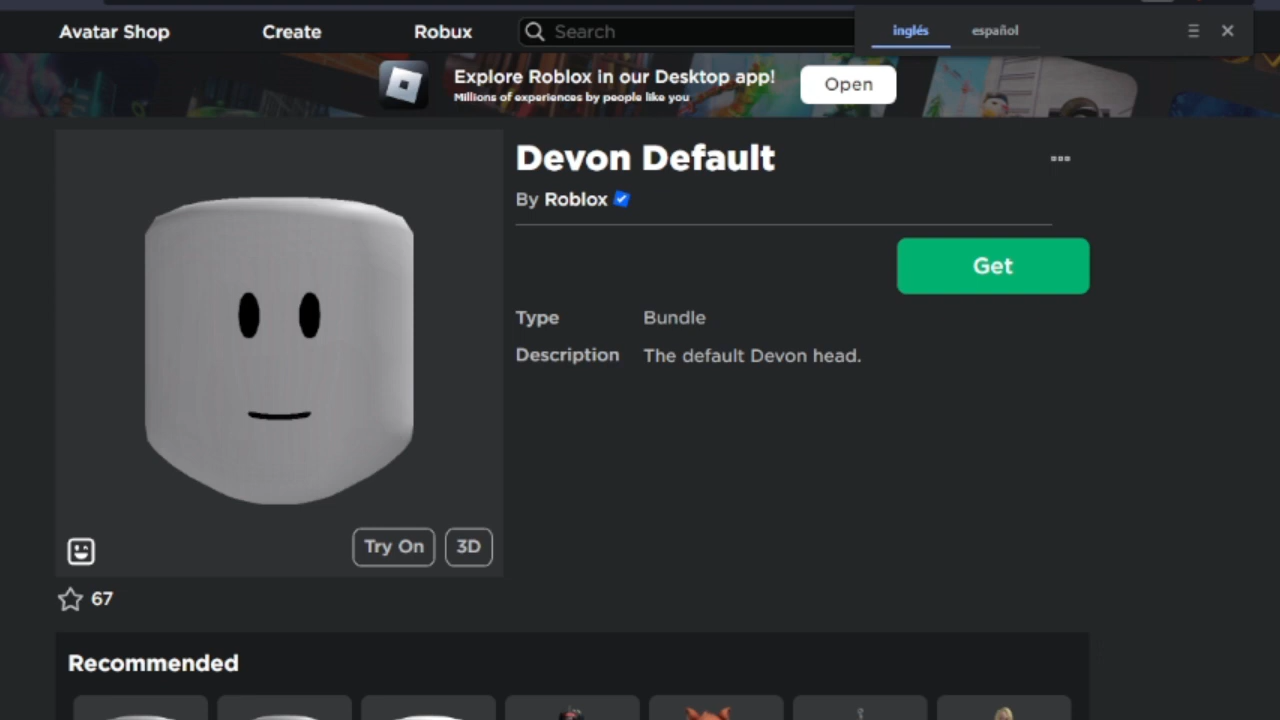 Avatar Shop Create Robux Search inglés español
Explore Roblox in our Desktop app!
Millions of experiences by people like you
Open
Devon Default
By Roblox
Get
Type Bundle
Description The default Devon head.
Try On 3D
67
Recommended